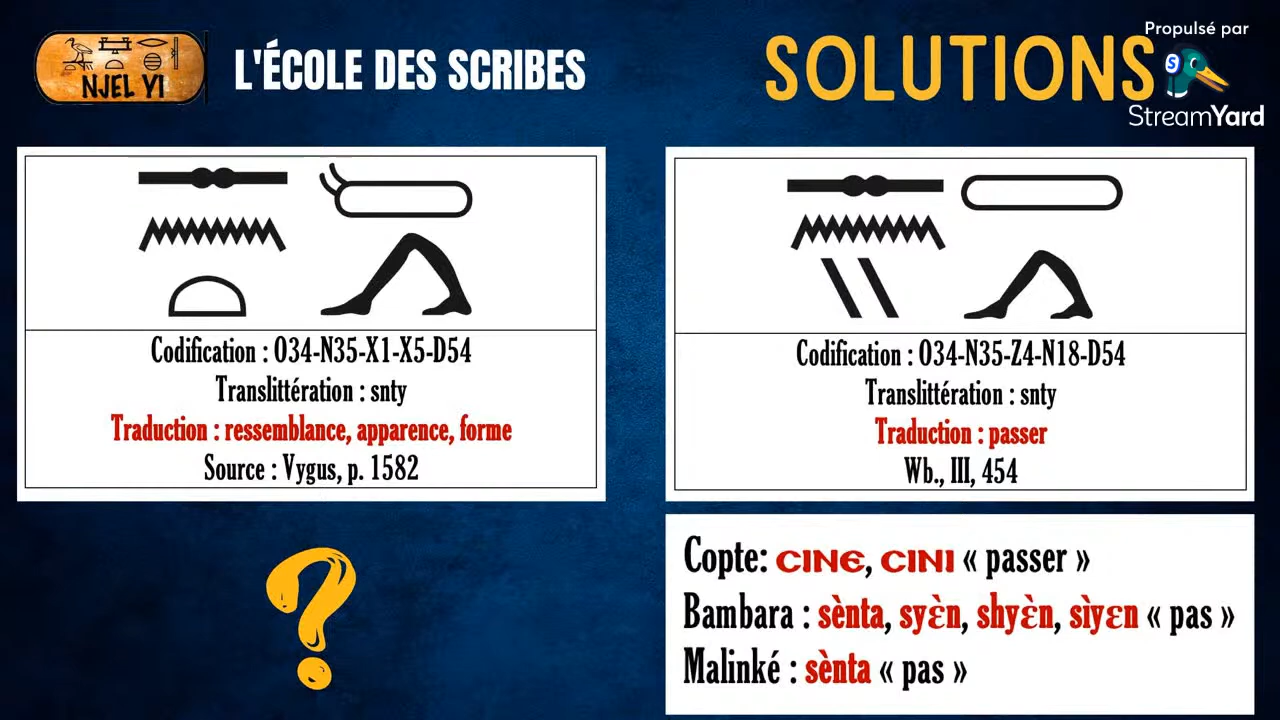 NJEL YI
L'ÉCOLE DES SCRIBES
SOLUTIONS
Propulsé par
StreamYard
Codification : O34-N35-X1-X5-D54
Translittération : snty
Traduction : ressemblance, apparence, forme
Source : Vygus, p. 1582
Codification : O34-N35-Z4-N18-D54
Translittération : snty
Traduction : passer
Wb., III, 454
?
Copte: ⲥⲓⲛⲉ, ⲥⲓⲛⲓ « passer »
Bambara : sènta, syɛ̀n, shyɛ̀n, sìyɛn « pas »
Malinké : sènta « pas »